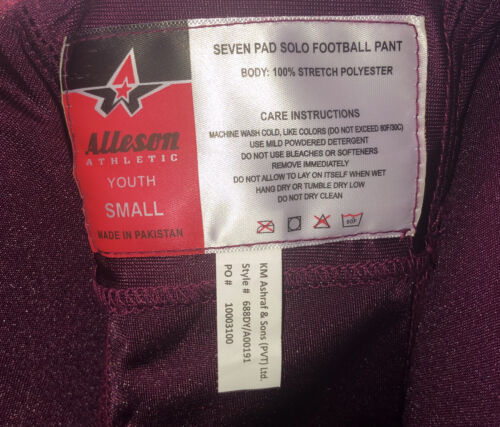 Alleson
ATHLETIC
YOUTH
SMALL
MADE IN PAKISTAN
SEVEN PAD SOLO FOOTBALL PANT
BODY: 100% STRETCH POLYESTER
CARE INSTRUCTIONS
MACHINE WASH COLD, LIKE COLORS (DO NOT EXCEED 80F/30C)
USE MILD POWDERED DETERGENT
DO NOT USE BLEACHES OR SOFTENERS
REMOVE IMMEDIATELY
DO NOT ALLOW TO LAY ON ITSELF WHEN WET
HANG DRY OR TUMBLE DRY LOW
DO NOT DRY CLEAN
KM Ashraf & Sons (PVT) Ltd.
Style # 688DY/A00191
PO # 10003100